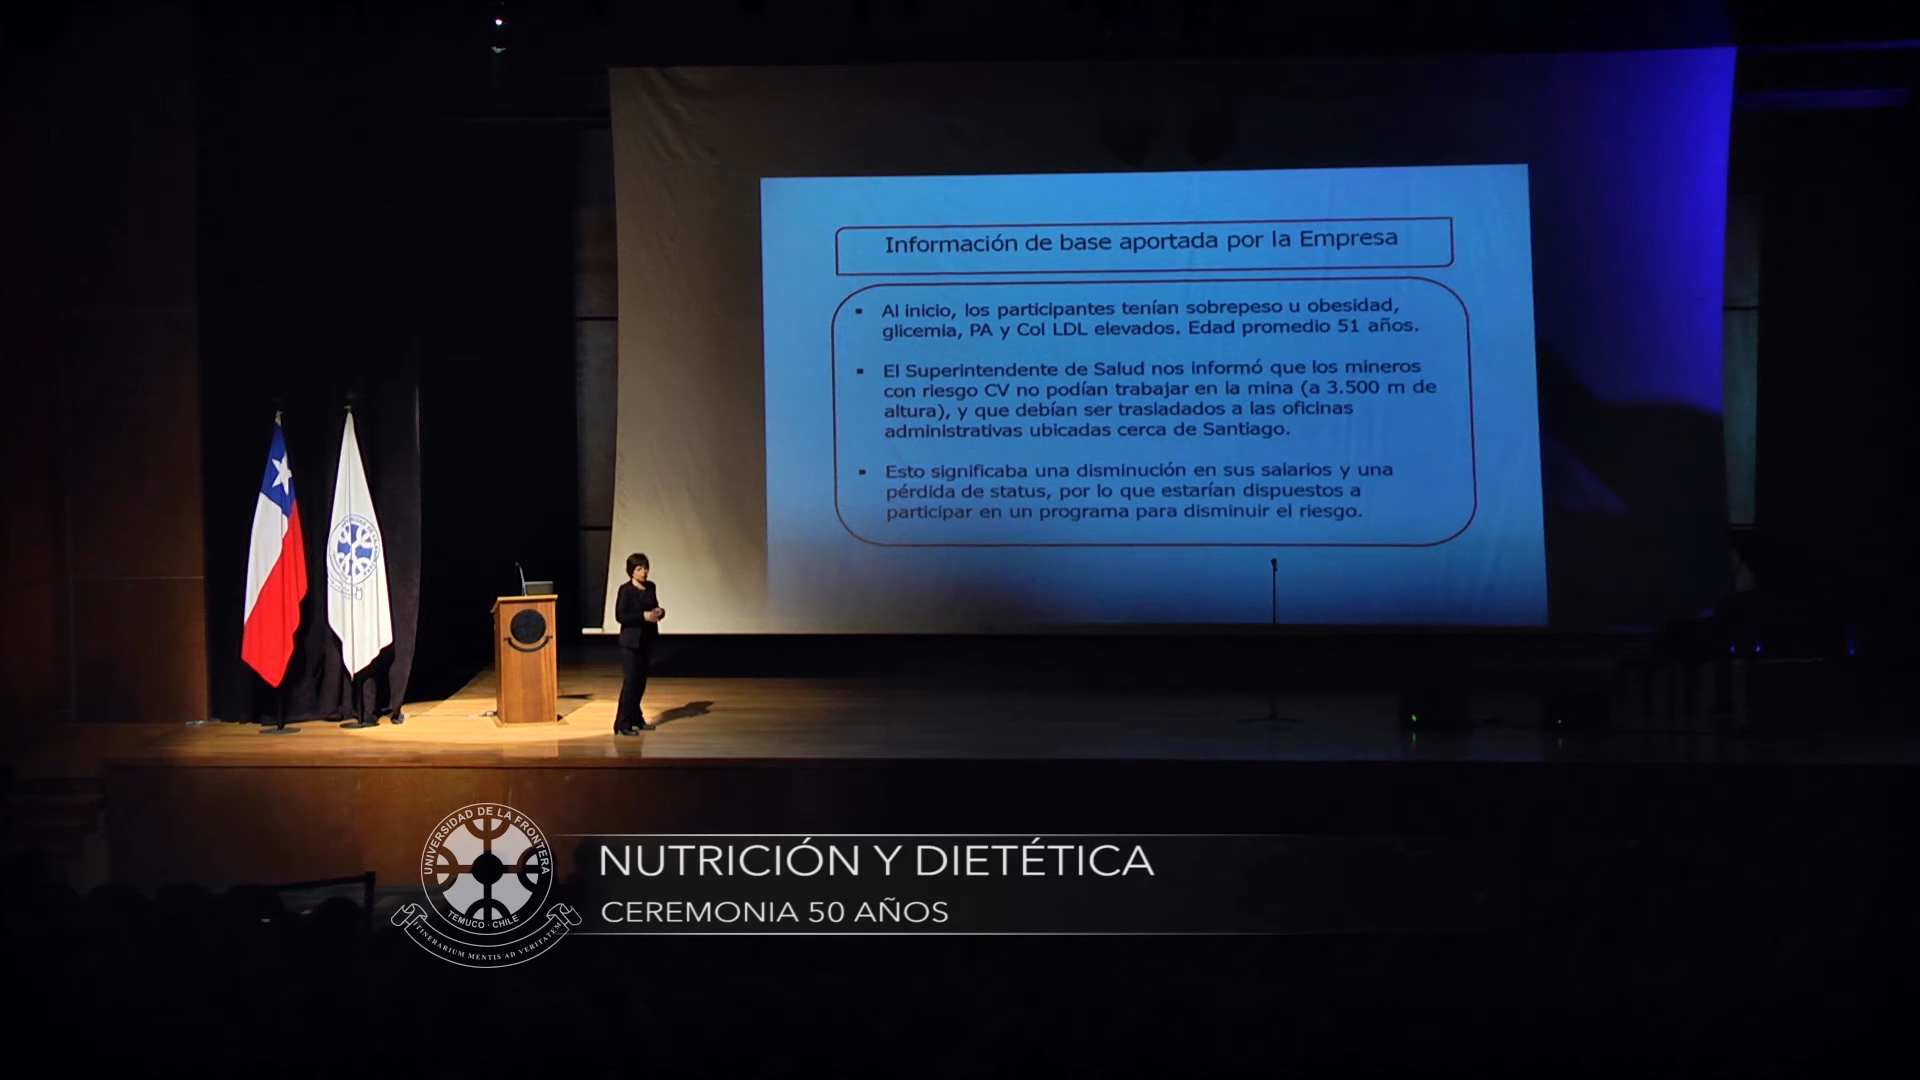 Información de base aportada por la Empresa
▪ Al inicio, los participantes tenían sobrepeso u obesidad,
glicemia, PA y Col LDL elevados. Edad promedio 51 años.
▪ El Superintendente de Salud nos informó que los mineros
con riesgo CV no podían trabajar en la mina (a 3.500 m de
altura), y que debían ser trasladados a las oficinas
administrativas ubicadas cerca de Santiago.
▪ Esto significaba una disminución en sus salarios y una
pérdida de status, por lo que estarían dispuestos a
participar en un programa para disminuir el riesgo.
UNIVERSIDAD DE LA FRONTERA
TEMUCO · CHILE
ITINERARIUM MENTIS AD VERITATEM
NUTRICIÓN Y DIETÉTICA
CEREMONIA 50 AÑOS